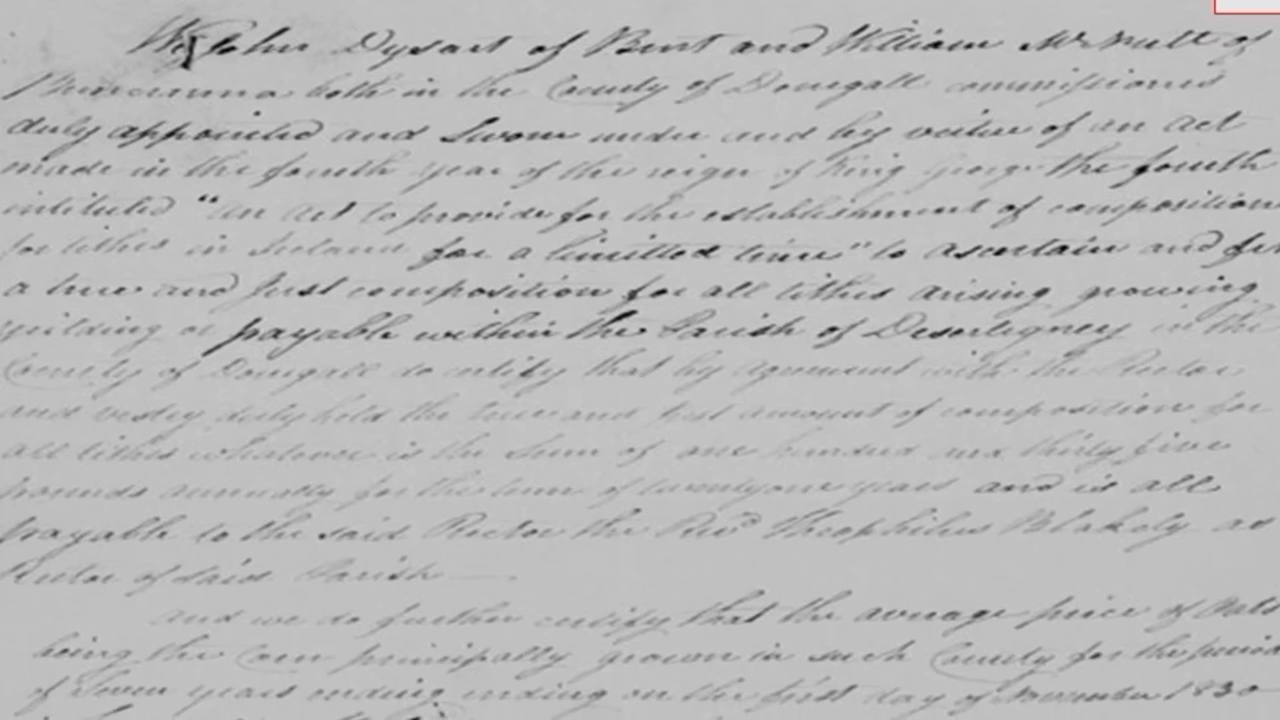 We John Dysart of Burt and William McNutt of
both in the County of Donegall commissioners
duly appointed and Sworn under and by virtue of an act
made in the fourth year of the reign of King George the fourth
intituled "an act to provide for the establishment of composition
for tithes in Ireland for a limitted time" to ascertain and fix
a true and just composition for all tithes arising growing
yeilding or payable within the Parish of Desertegney in the
County of Donegall do certify that by agreement with the Rector
and vestry duly held the true and just amount of composition for
all tithes whatever is the Sum of one hundred and thirty five
pounds annually for the term of twentyone years and is all
payable to the said Rector the Revd Theophilus Blakely as
Rector of said Parish
and we do further certify that the average price of Oats
being the Corn principally grown in such County for the period
of Seven years ending ending on the first day of November 1830